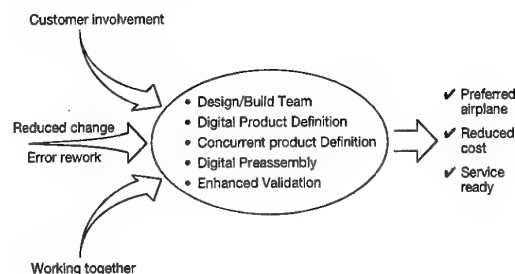 Customer involvement
Reduced change
Error rework
Working together
• Design/Build Team
• Digital Product Definition
• Concurrent product Definition
• Digital Preassembly
• Enhanced Validation
✔ Preferred
airplane
✔ Reduced
cost
✔ Service
ready